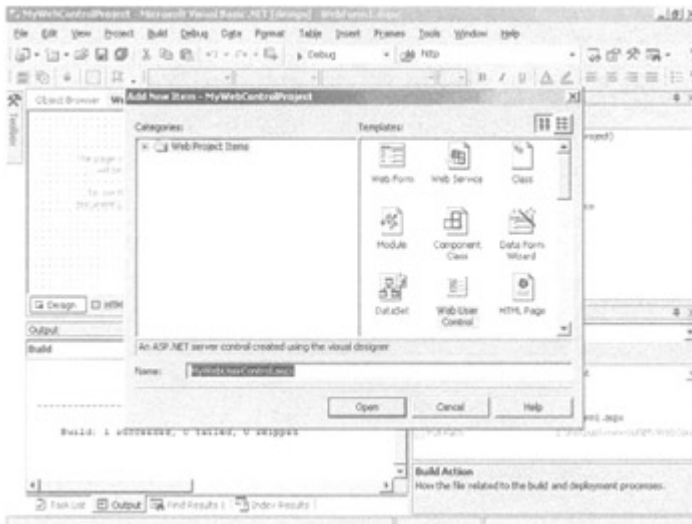 MyWebControlProject - Microsoft Visual Basic .NET [design] - WebForm1.aspx
File Edit View Project Build Debug Data Format Table Insert Frames Tools Window Help
Debug
http
Toolbox
Object Browser
Add New Item - MyWebControlProject
Categories:
Templates:
Web Project Items
Web Form
Web Service
Class
Module
Component Class
Data Form Wizard
DataSet
Web User Control
HTML Page
An ASP.NET server control created using the visual designer
Name:
MyWebUserControl.ascx
Open
Cancel
Help
Design
HTML
Output
Build
Build: 1 succeeded, 0 failed, 0 skipped
Build Action
How the file related to the build and deployment processes.
Task List
Output
Find Results 1
Index Results